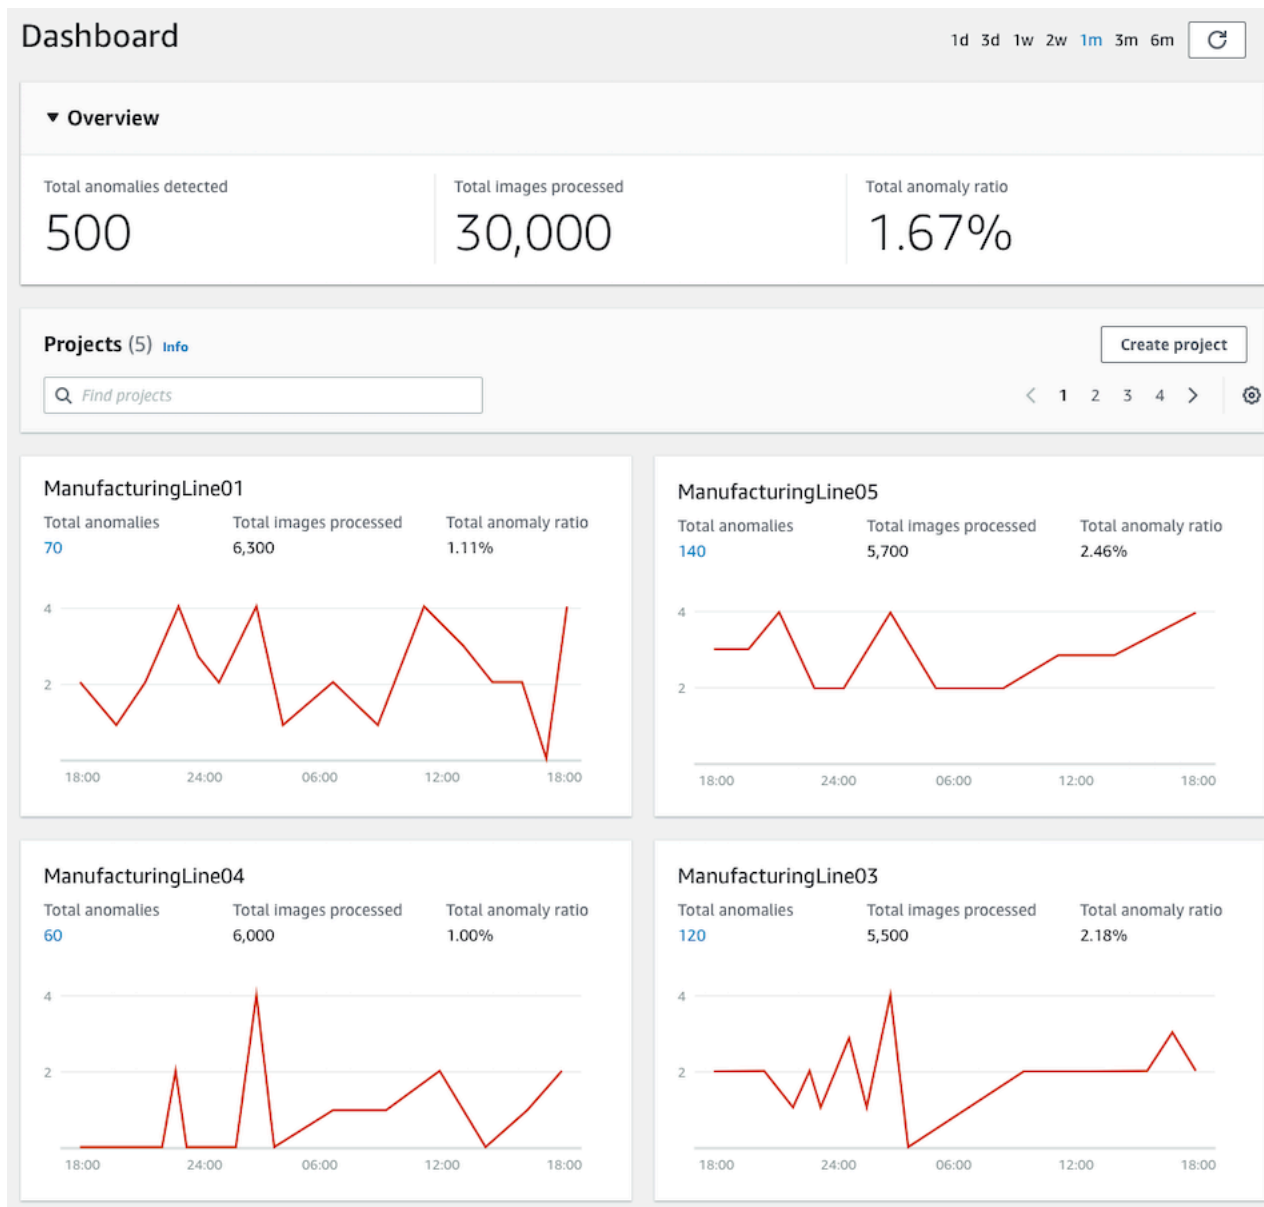 Dashboard
1d 3d 1w 2w 1m 3m 6m
Overview
Total anomalies detected
500
Total images processed
30,000
Total anomaly ratio
1.67%
Projects (5) Info
Create project
Find projects
1 2 3 4
ManufacturingLine01
Total anomalies Total images processed Total anomaly ratio
70 6,300 1.11%
4
2
18:00 24:00 06:00 12:00 18:00
ManufacturingLine05
Total anomalies Total images processed Total anomaly ratio
140 5,700 2.46%
4
2
18:00 24:00 06:00 12:00 18:00
ManufacturingLine04
Total anomalies Total images processed Total anomaly ratio
60 6,000 1.00%
4
2
18:00 24:00 06:00 12:00 18:00
ManufacturingLine03
Total anomalies Total images processed Total anomaly ratio
120 5,500 2.18%
4
2
18:00 24:00 06:00 12:00 18:00